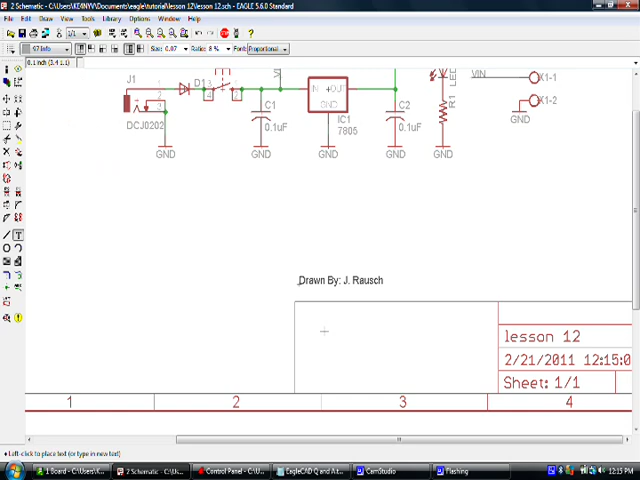 2 Schematic - C:\Users\KENNY\Documents\eagle\tutorial\lesson 12\lesson 12.sch - EAGLE 5.6.0 Standard
File Edit Draw View Tools Library Options Window Help
97 Info Size: 0.07 Ratio: 8% Font: Proportional
0.1 inch (3.4 1.1)
J1
D1
LED
VIN
X1-1
X1-2
GND
DCJ0202
C1
0.1uF
IN
GND
IC1
7805
C2
0.1uF
R1
GND
GND
GND
GND
GND
Drawn By: J. Rausch
lesson 12
2/21/2011 12:15:0
Sheet: 1/1
1
2
3
4
Left-click to place text (or type in new text)
1 Board - C:\Users\K...
2 Schematic - C:\Us...
Control Panel - C:\U...
EagleCAD Q and A it...
CamStudio
Flashing
12:15 PM